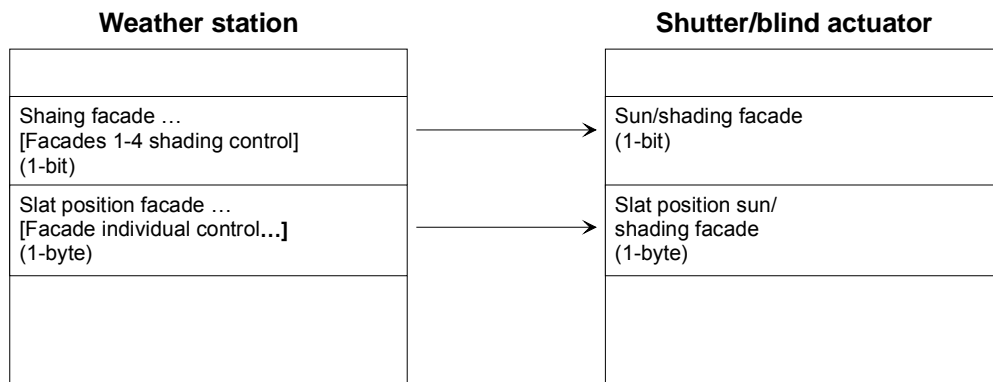 Weather station
Shutter/blind actuator
Shaing facade …
[Facades 1-4 shading control]
(1-bit)
Sun/shading facade
(1-bit)
Slat position facade …
[Facade individual control…]
(1-byte)
Slat position sun/
shading facade
(1-byte)